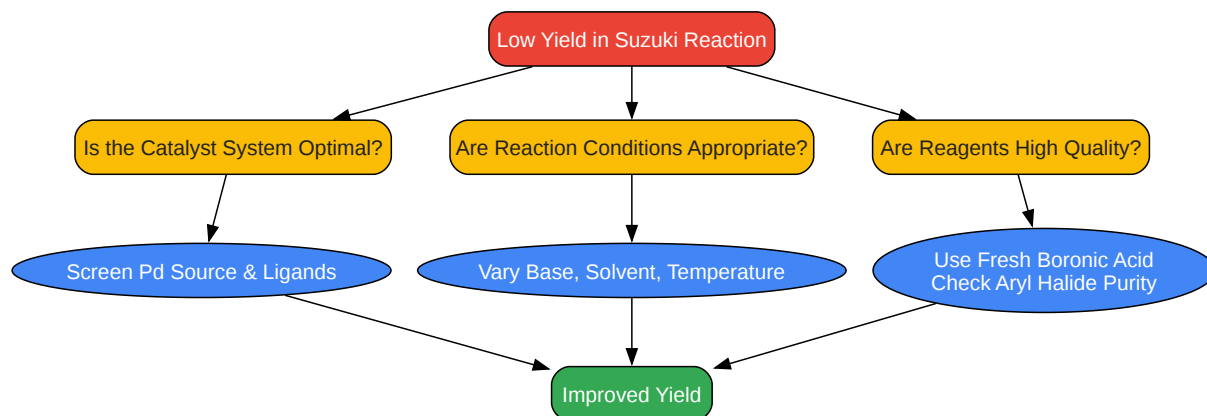 Low Yield in Suzuki Reaction
Is the Catalyst System Optimal?
Are Reaction Conditions Appropriate?
Are Reagents High Quality?
Screen Pd Source & Ligands
Vary Base, Solvent, Temperature
Use Fresh Boronic Acid
Check Aryl Halide Purity
Improved Yield